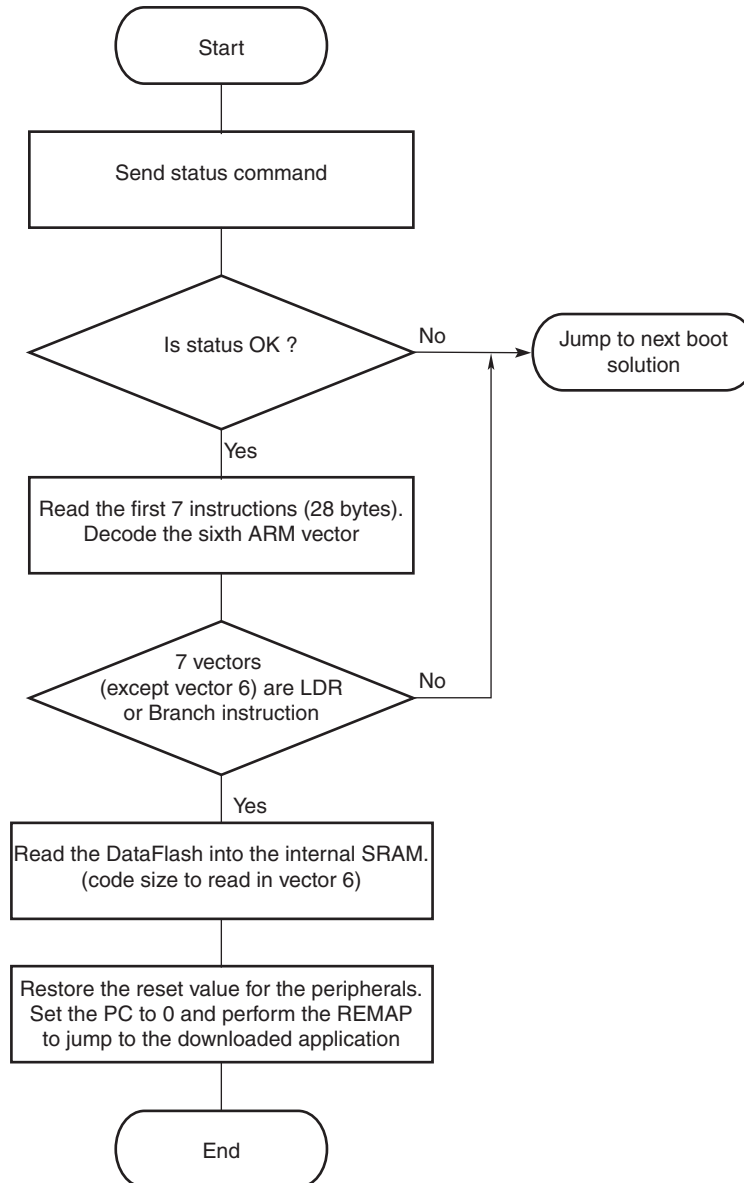 Start
Send status command
Is status OK ?
No
Jump to next boot
solution
Yes
Read the first 7 instructions (28 bytes).
Decode the sixth ARM vector
7 vectors
(except vector 6) are LDR
or Branch instruction
No
Yes
Read the DataFlash into the internal SRAM.
(code size to read in vector 6)
Restore the reset value for the peripherals.
Set the PC to 0 and perform the REMAP
to jump to the downloaded application
End